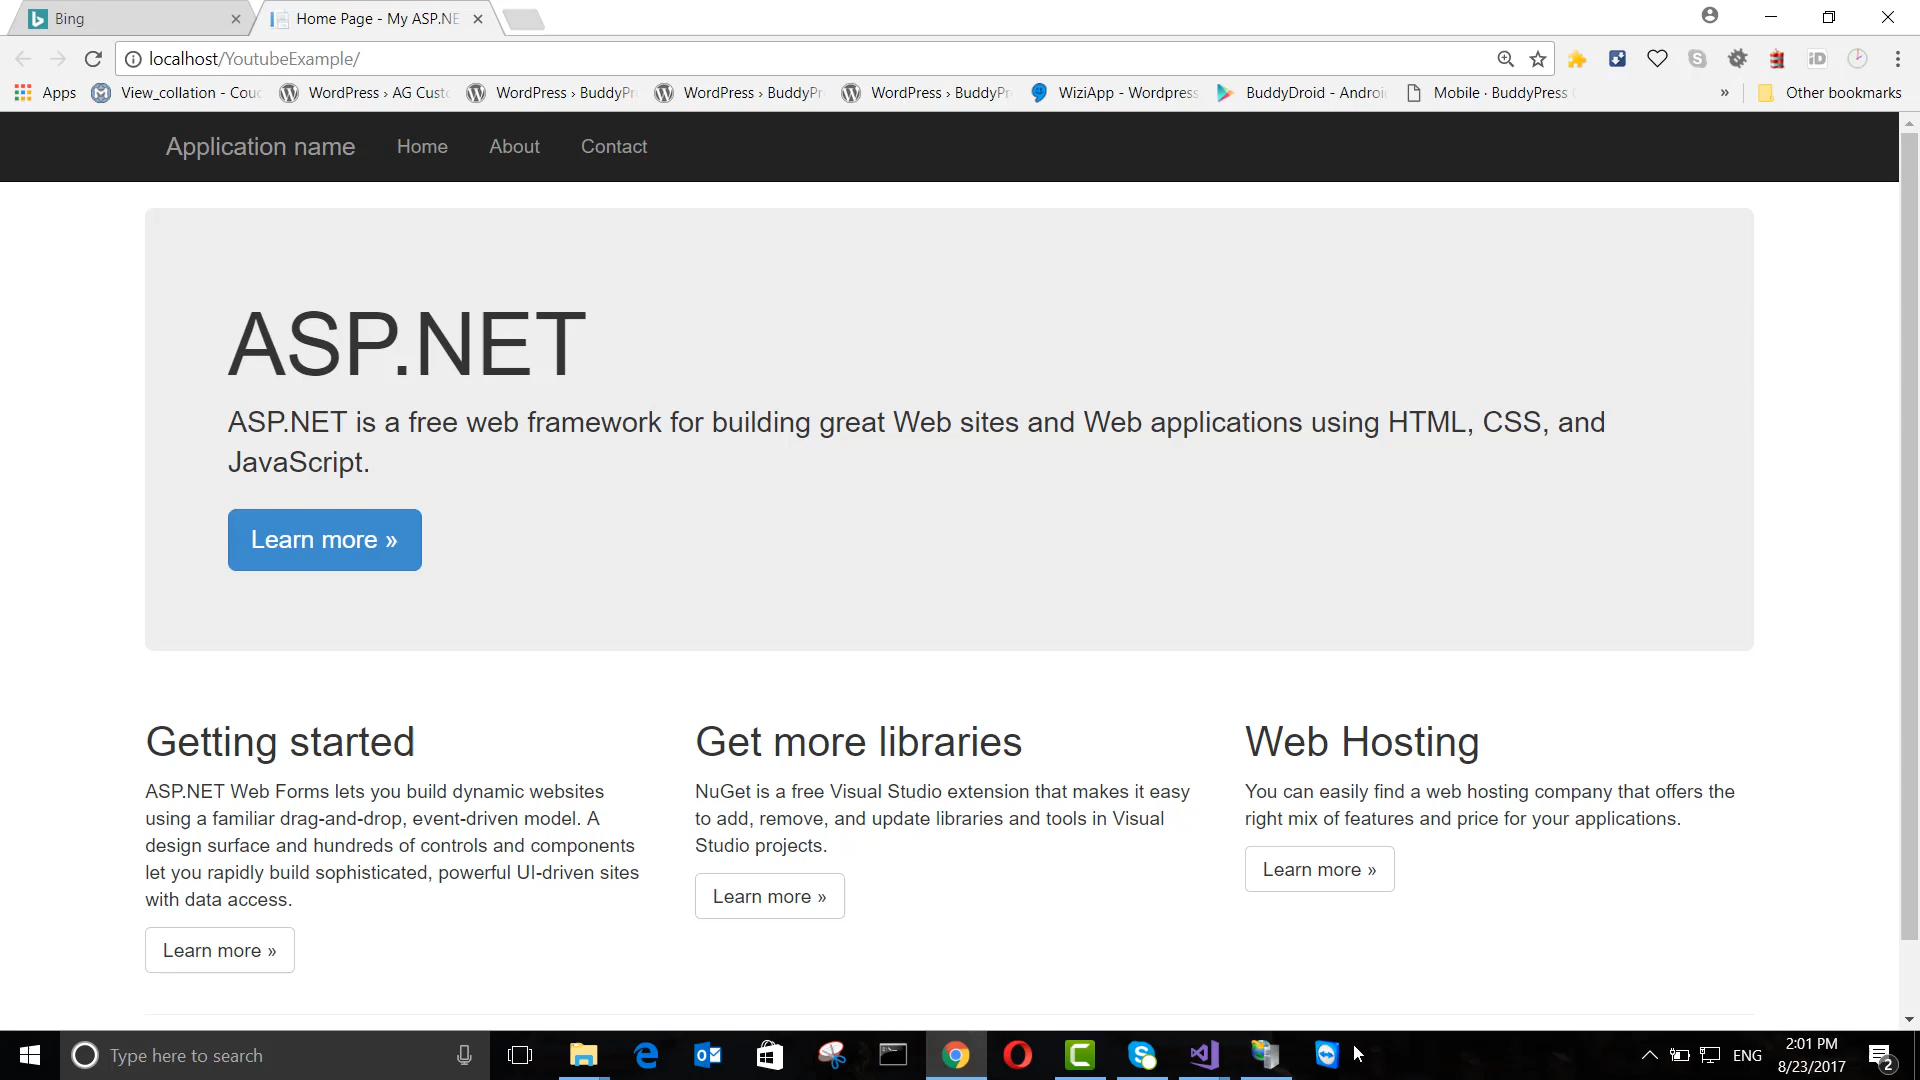 Bing
Home Page - My ASP.NE
localhost/YoutubeExample/
Apps
View_collation - Cou
WordPress › AG Custo
WordPress › BuddyPr
WordPress › BuddyPr
WordPress › BuddyPr
WiziApp - Wordpress
BuddyDroid - Androi
Mobile · BuddyPress
»
Other bookmarks
Application name
Home
About
Contact
ASP.NET
ASP.NET is a free web framework for building great Web sites and Web applications using HTML, CSS, and
JavaScript.
Learn more »
Getting started
ASP.NET Web Forms lets you build dynamic websites
using a familiar drag-and-drop, event-driven model. A
design surface and hundreds of controls and components
let you rapidly build sophisticated, powerful UI-driven sites
with data access.
Learn more »
Get more libraries
NuGet is a free Visual Studio extension that makes it easy
to add, remove, and update libraries and tools in Visual
Studio projects.
Learn more »
Web Hosting
You can easily find a web hosting company that offers the
right mix of features and price for your applications.
Learn more »
Type here to search
ENG
2:01 PM
8/23/2017
2